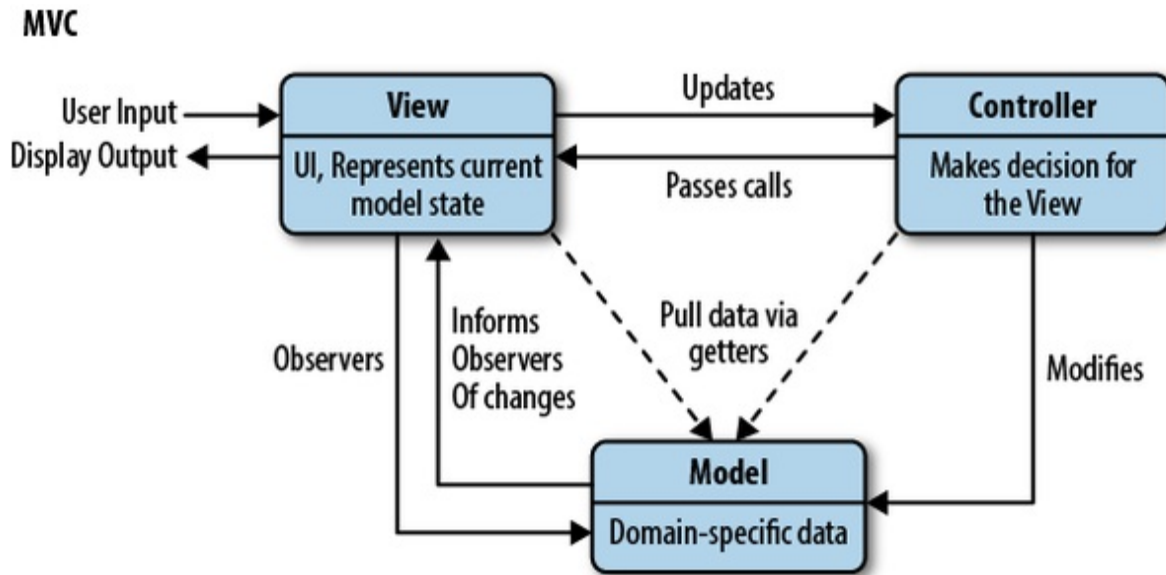 MVC
User Input
Display Output
View
UI, Represents current
model state
Updates
Passes calls
Controller
Makes decision for
the View
Observers
Informs
Observers
Of changes
Pull data via
getters
Modifies
Model
Domain-specific data